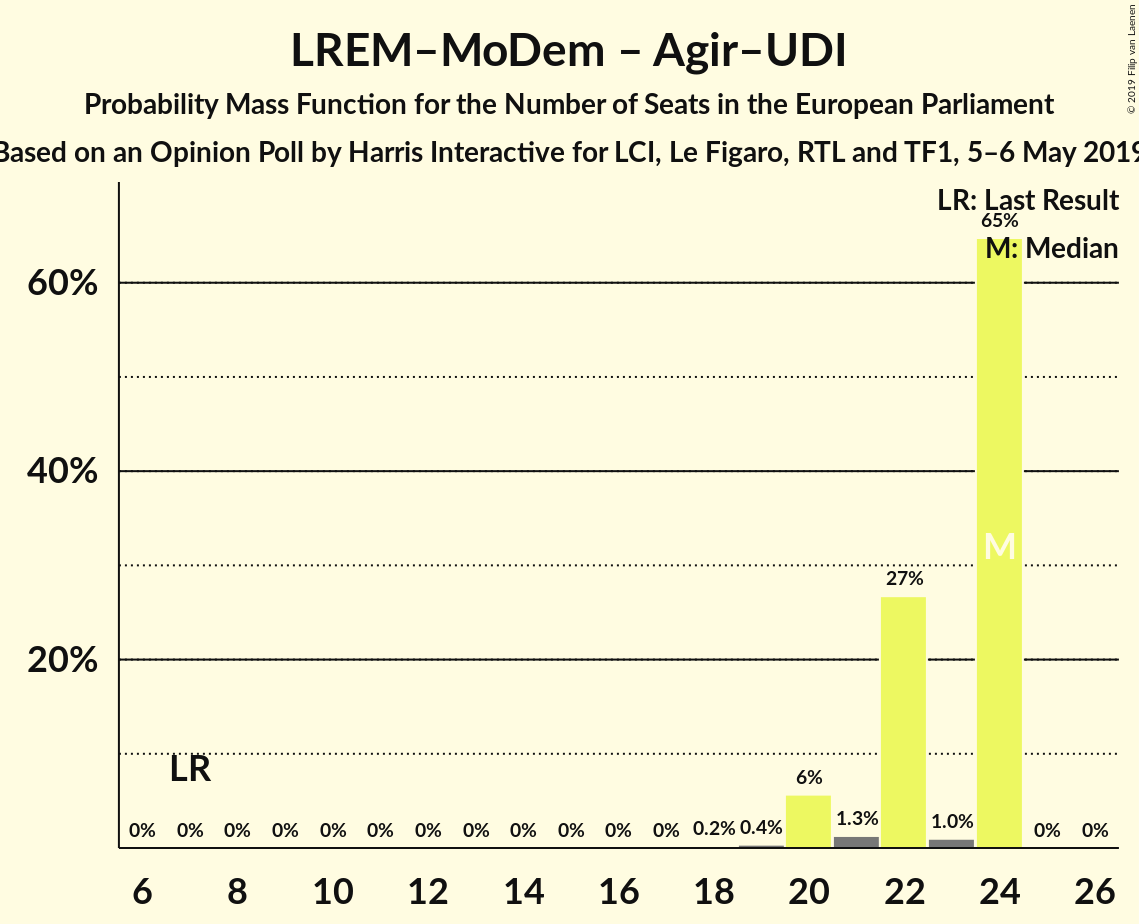 © 2019 Filip van Laenen
LREM–MoDem – Agir–UDI
Probability Mass Function for the Number of Seats in the European Parliament
Based on an Opinion Poll by Harris Interactive for LCI, Le Figaro, RTL and TF1, 5–6 May 2019
LR: Last Result
M: Median
60%
40%
20%
LR
M
0% 0% 0% 0% 0% 0% 0% 0% 0% 0% 0% 0% 0.2% 0.4% 6% 1.3% 27% 1.0% 65% 0% 0%
6 8 10 12 14 16 18 20 22 24 26